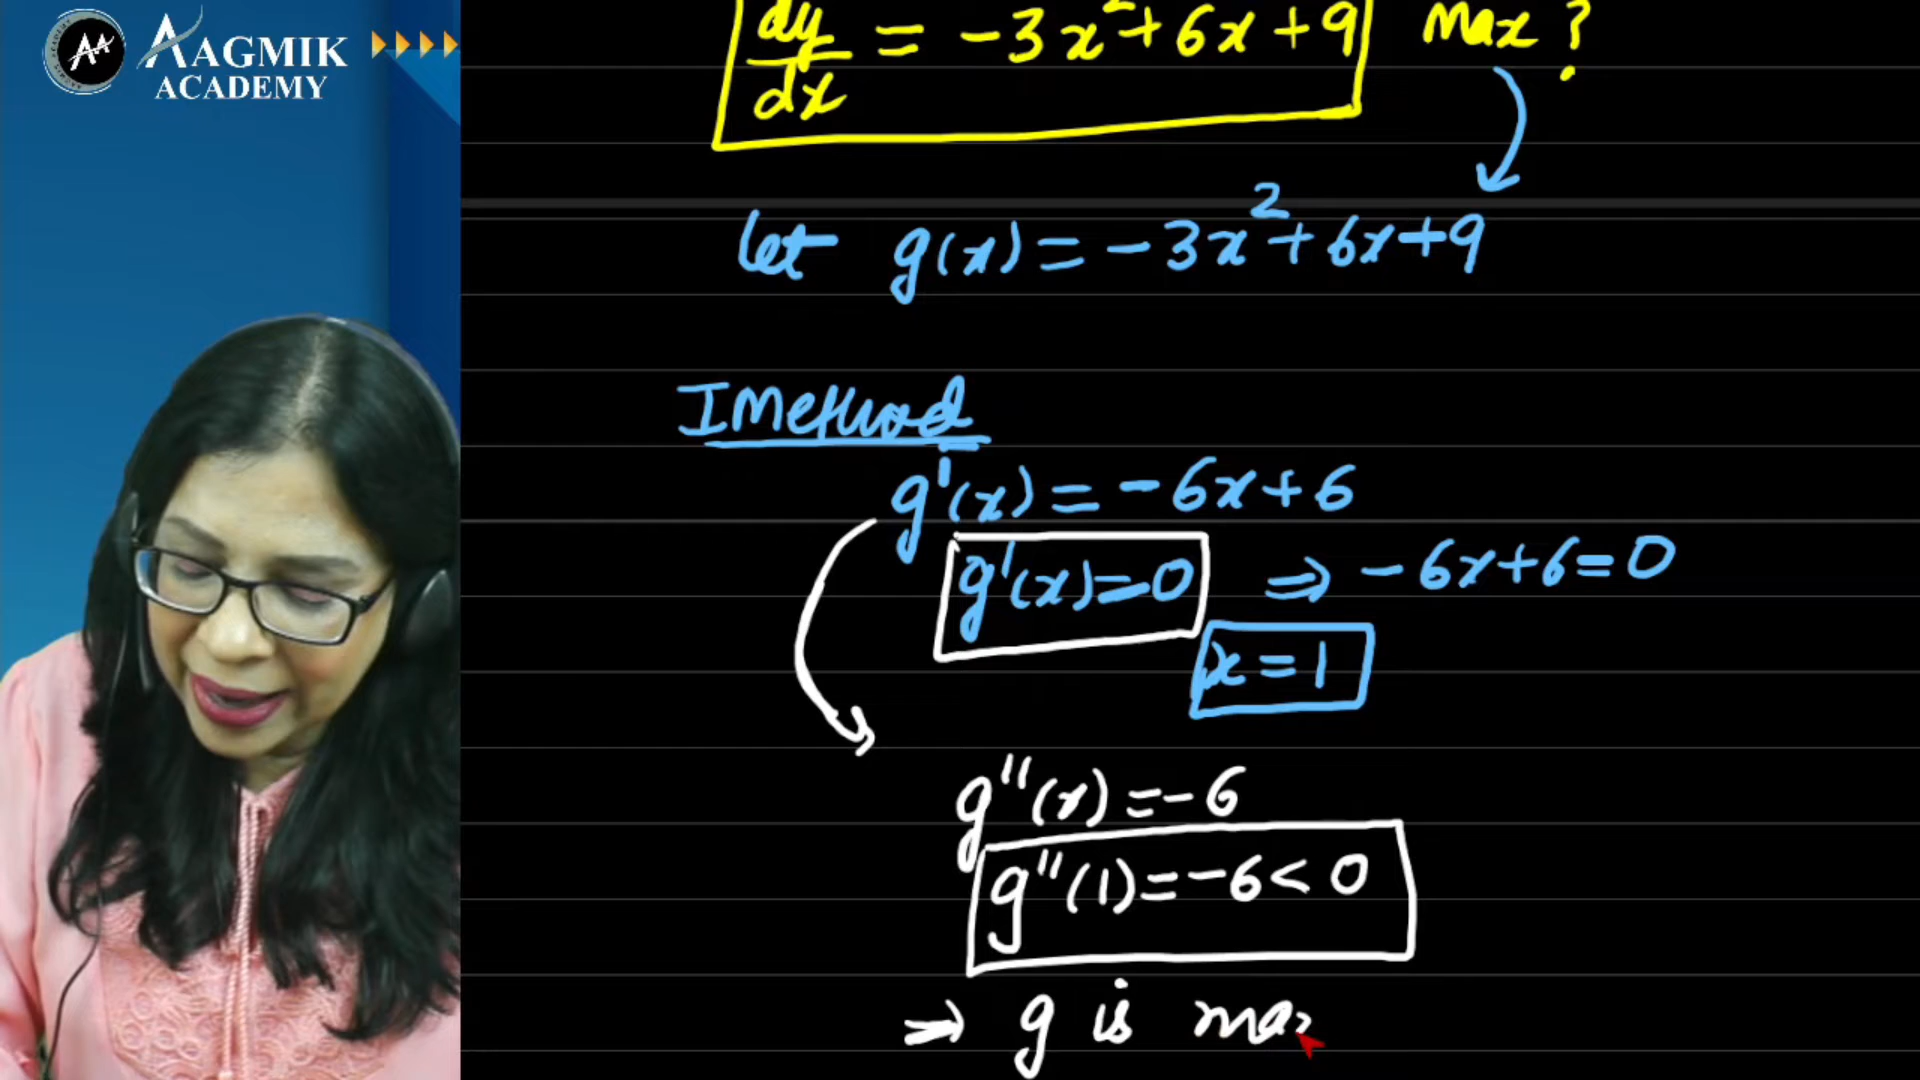 AAGMIK
ACADEMY
dy/dx = -3x²+6x+9 Max?
let g(x) = -3x²+6x+9
I Method
g'(x) = -6x+6
g'(x)=0 ⇒ -6x+6=0
x = 1
g''(x) = -6
g''(1) = -6 < 0
⇒ g is max